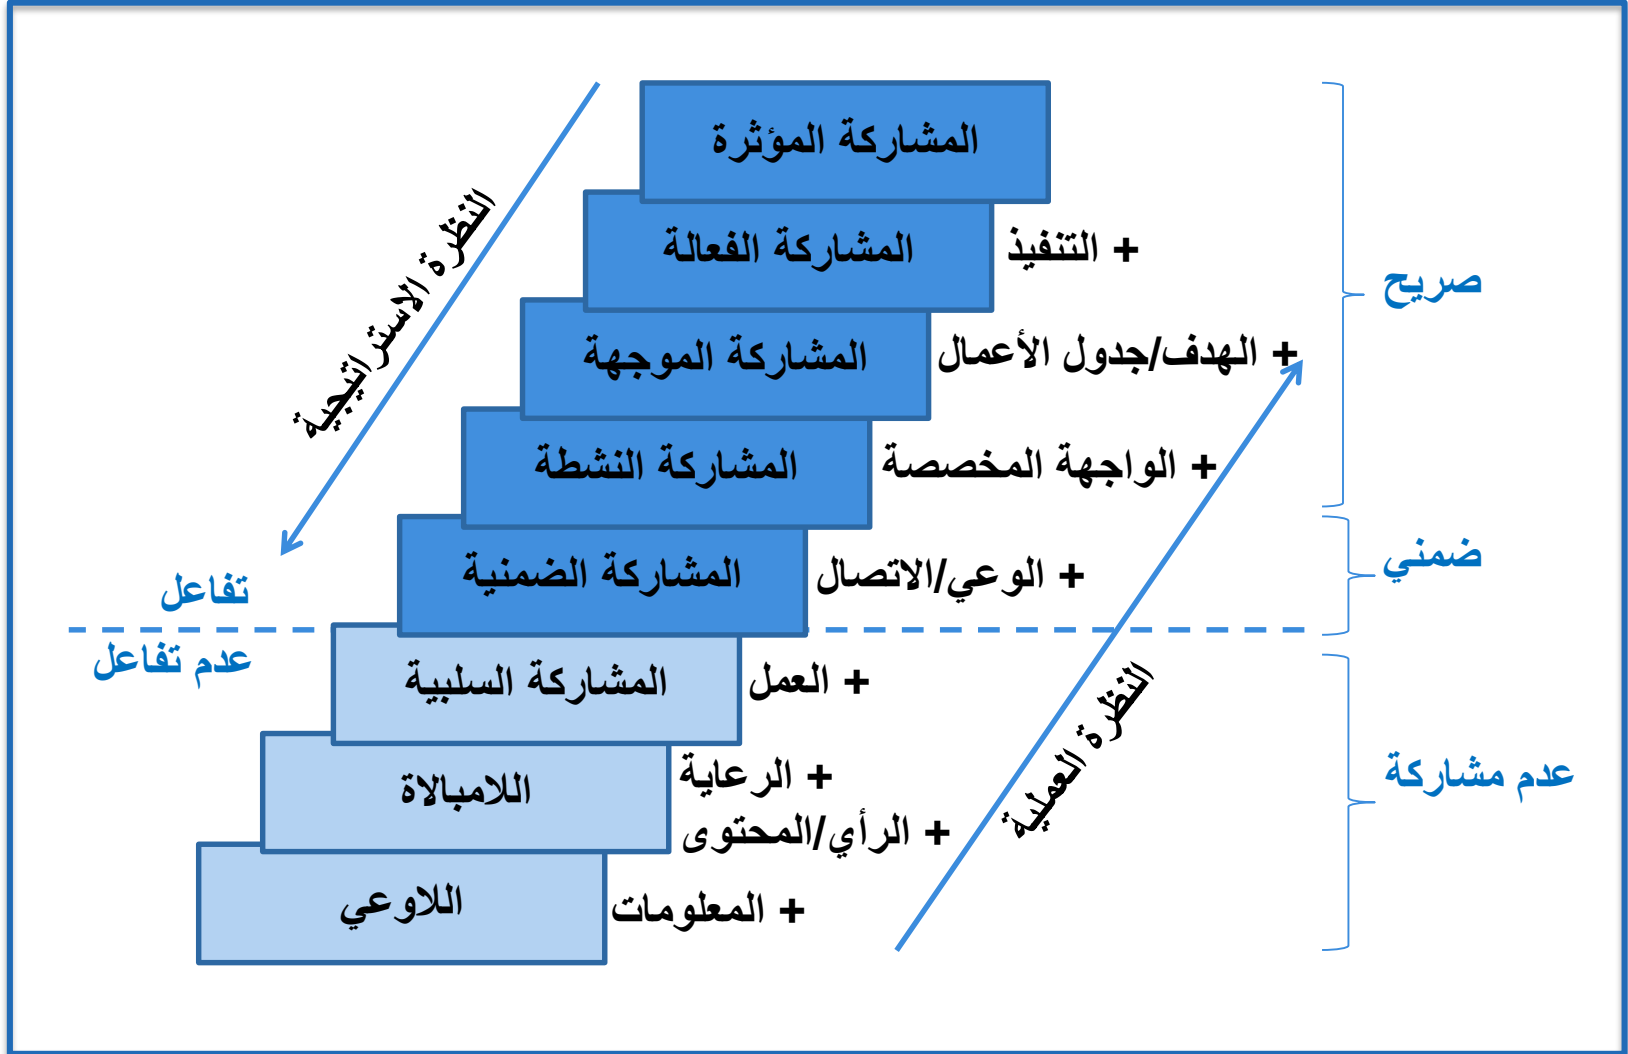 المشاركة المؤثرة
المشاركة الفعالة
+ التنفيذ
صريح
المشاركة الموجهة
+ الهدف/جدول الأعمال
النظرة الاستراتيجية
المشاركة النشطة
+ الواجهة المخصصة
المشاركة الضمنية
+ الوعي/الاتصال
ضمني
تفاعل
عدم تفاعل
المشاركة السلبية
+ العمل
النظرة العملية
اللامبالاة
+ الرعاية
+ الرأي/المحتوى
عدم مشاركة
اللاوعي
+ المعلومات